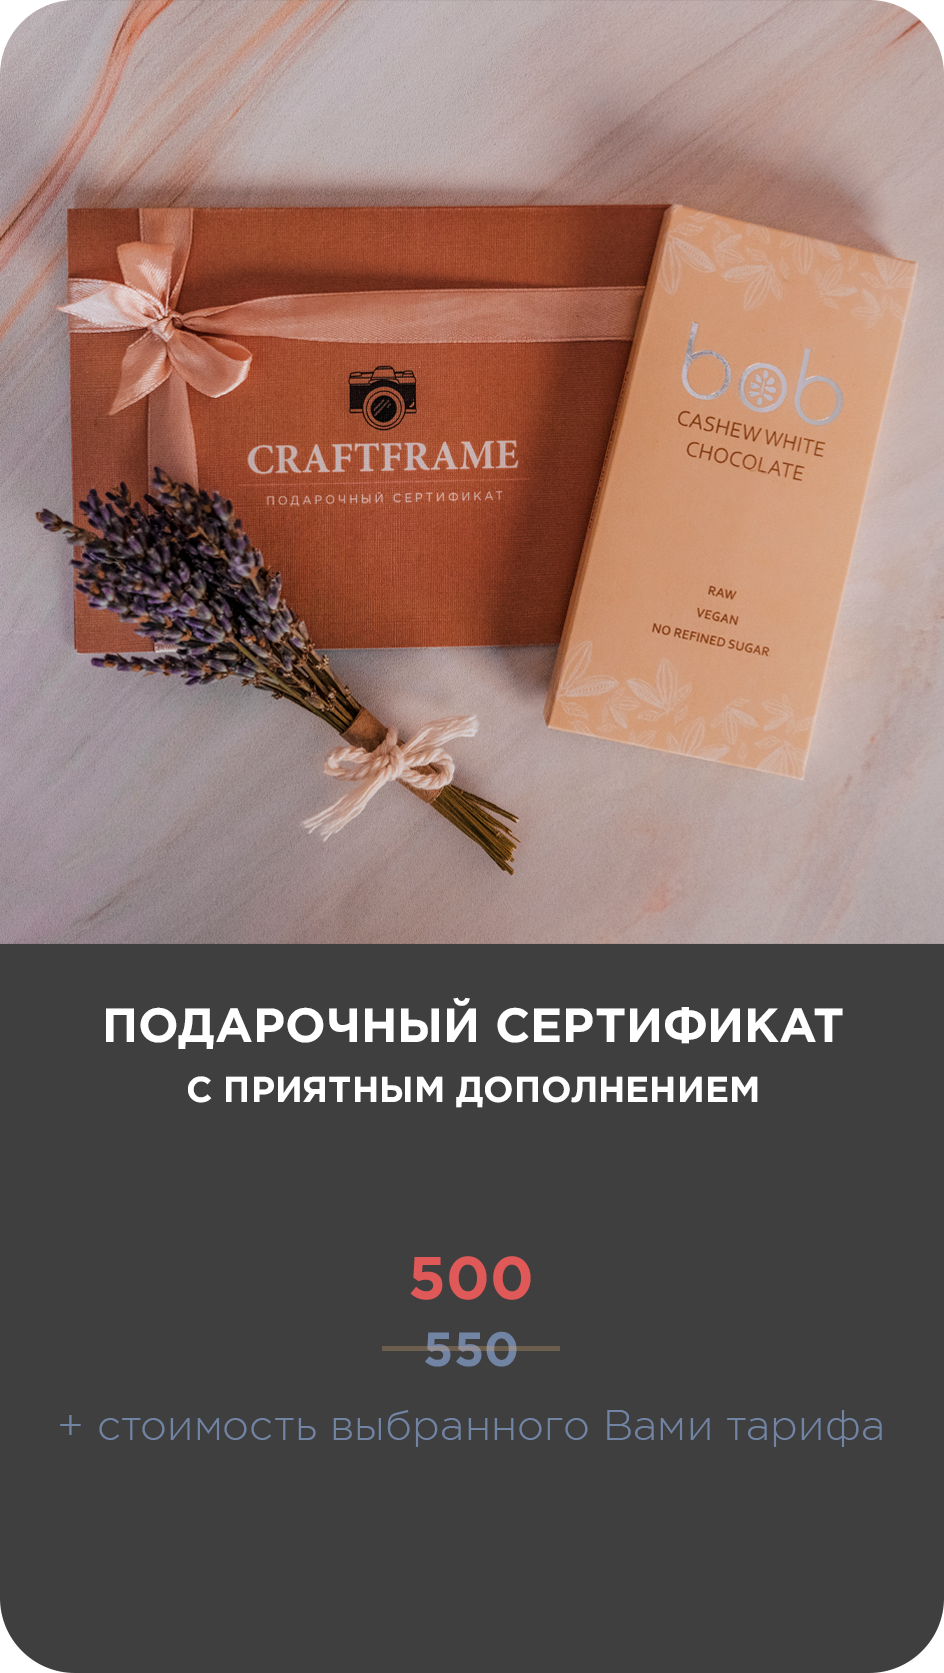 CRAFTFRAME
ПОДАРОЧНЫЙ СЕРТИФИКАТ
bob
CASHEW WHITE
CHOCOLATE
RAW
VEGAN
NO REFINED SUGAR
ПОДАРОЧНЫЙ СЕРТИФИКАТ
С ПРИЯТНЫМ ДОПОЛНЕНИЕМ
500
550
+ стоимость выбранного Вами тарифа